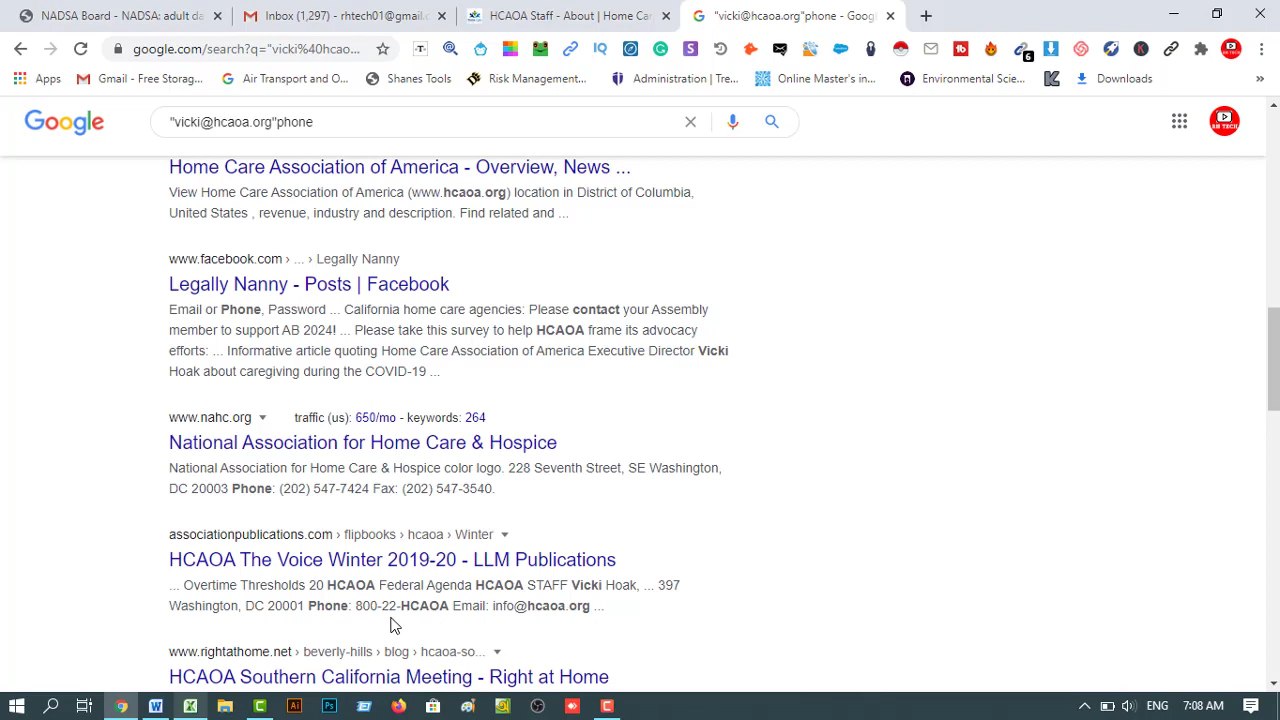 NADSA Board - NADSA: adult da
Inbox (1,297) - rhtech01@gmail.c
HCAOA Staff - About | Home Car
"vicki@hcaoa.org"phone - Googl
google.com/search?q="vicki%40hcao...
Apps
Gmail - Free Storag...
Air Transport and O...
Shanes Tools
Risk Management...
Administration | Tre...
Online Master's in...
Environmental Scie...
Downloads
Google
"vicki@hcaoa.org"phone
RH TECH
Home Care Association of America - Overview, News ...
View Home Care Association of America (www.hcaoa.org) location in District of Columbia,
United States , revenue, industry and description. Find related and ...
www.facebook.com › ... › Legally Nanny
Legally Nanny - Posts | Facebook
Email or Phone, Password ... California home care agencies: Please contact your Assembly
member to support AB 2024! ... Please take this survey to help HCAOA frame its advocacy
efforts: ... Informative article quoting Home Care Association of America Executive Director Vicki
Hoak about caregiving during the COVID-19 ...
www.nahc.org traffic (us): 650/mo - keywords: 264
National Association for Home Care & Hospice
National Association for Home Care & Hospice color logo. 228 Seventh Street, SE Washington,
DC 20003 Phone: (202) 547-7424 Fax: (202) 547-3540.
associationpublications.com › flipbooks › hcaoa › Winter
HCAOA The Voice Winter 2019-20 - LLM Publications
... Overtime Thresholds 20 HCAOA Federal Agenda HCAOA STAFF Vicki Hoak, ... 397
Washington, DC 20001 Phone: 800-22-HCAOA Email: info@hcaoa.org ...
www.rightathome.net › beverly-hills › blog › hcaoa-so...
HCAOA Southern California Meeting - Right at Home
ENG
7:08 AM